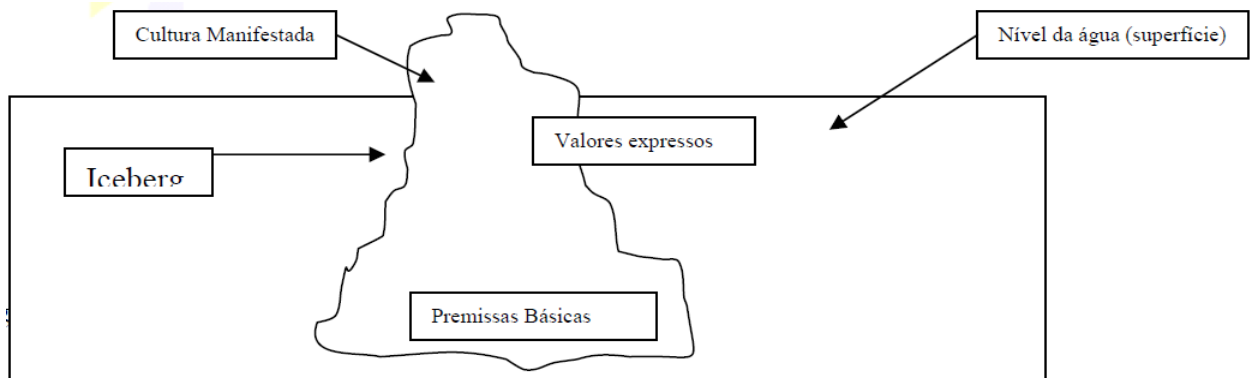 Cultura Manifestada
Nível da água (superfície)
Valores expressos
Iceberg
Premissas Básicas